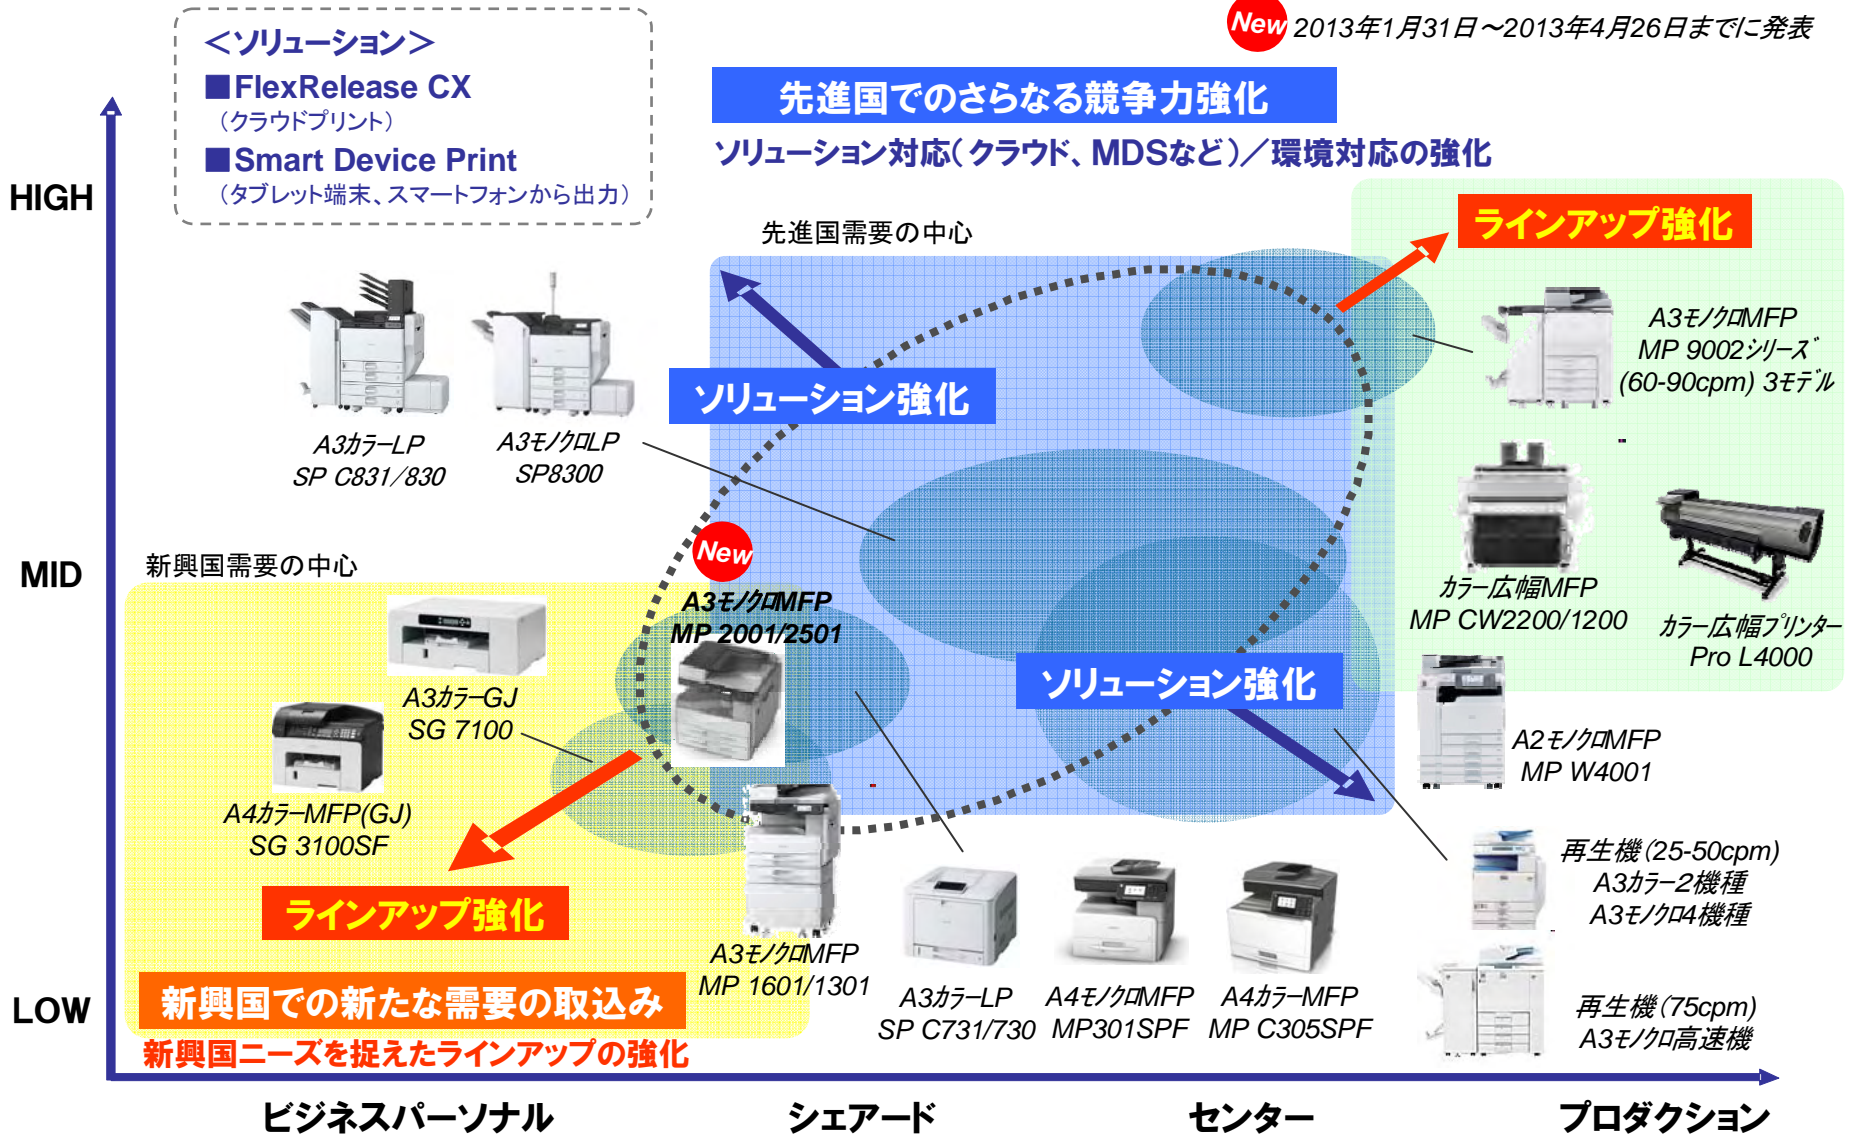 <ソリューション>
■FlexRelease CX
(クラウドプリント)
■Smart Device Print
(タブレット端末、スマートフォンから出力)
New 2013年1月31日~2013年4月26日までに発表
先進国でのさらなる競争力強化
ソリューション対応(クラウド、MDSなど)/環境対応の強化
HIGH
先進国需要の中心
ラインアップ強化
A3モノクロMFP
MP 9002シリーズ
(60-90cpm) 3モデル
ソリューション強化
A3カラーLP
SP C831/830
A3モノクロLP
SP8300
MID
新興国需要の中心
New
A3モノクロMFP
MP 2001/2501
カラー広幅MFP
MP CW2200/1200
カラー広幅プリンター
Pro L4000
A3カラーGJ
SG 7100
ソリューション強化
A2モノクロMFP
MP W4001
A4カラーMFP(GJ)
SG 3100SF
ラインアップ強化
再生機(25-50cpm)
A3カラー2機種
A3モノクロ4機種
A3モノクロMFP
MP 1601/1301
A3カラーLP
SP C731/730
A4モノクロMFP
MP301SPF
A4カラーMFP
MP C305SPF
再生機(75cpm)
A3モノクロ高速機
LOW
新興国での新たな需要の取込み
新興国ニーズを捉えたラインアップの強化
ビジネスパーソナル
シェアード
センター
プロダクション